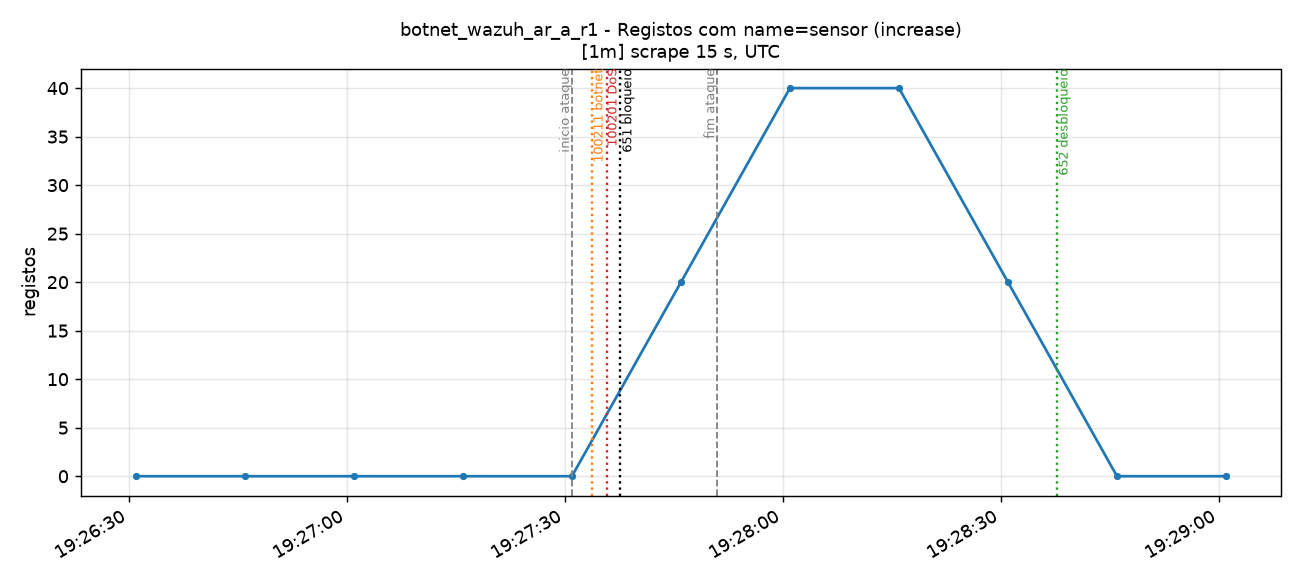 botnet_wazuh_ar_a_r1 - Registos com name=sensor (increase)
[1m] scrape 15 s, UTC
registos
40
35
30
25
20
15
10
5
0
inicio ataque
100211 botnet
100201 DoS
651 bloqueio
fim ataque
652 desbloqueio
19:26:30
19:27:00
19:27:30
19:28:00
19:28:30
19:29:00